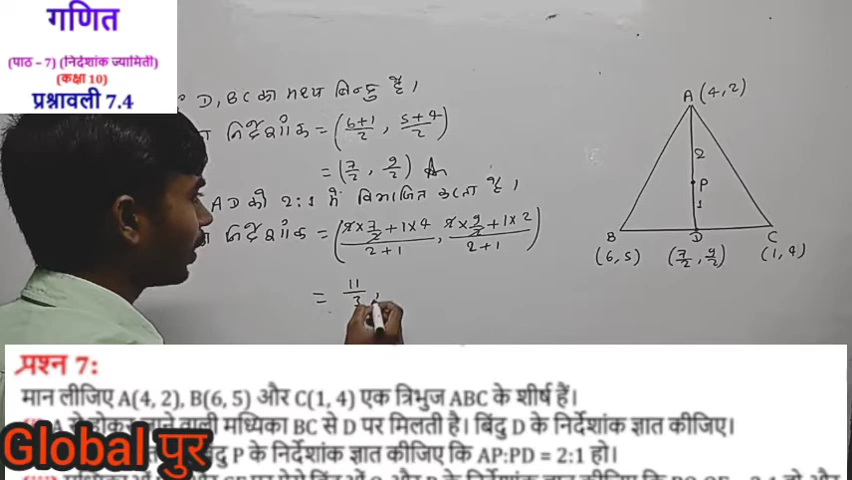 गणित
(पाठ – 7) (निर्देशांक ज्यामिती)
(कक्षा 10)
प्रश्नावली 7.4
D, BC का मध्य बिन्दु है।
निर्देशांक = (6+1/2, 5+4/2)
= (7/2, 9/2) Ans
AD को 2:1 में विभाजित करता है।
निर्देशांक = (2×7/2+1×4/2+1, 2×9/2+1×2/2+1)
= 11/3,
A(4,2)
2
P
1
B D C
(6,5) (7/2, 9/2) (1,4)
प्रश्न 7:
मान लीजिए A(4, 2), B(6, 5) और C(1, 4) एक त्रिभुज ABC के शीर्ष हैं।
A से होकर जाने वाली मध्यिका BC से D पर मिलती है। बिंदु D के निर्देशांक ज्ञात कीजिए।
बिंदु P के निर्देशांक ज्ञात कीजिए कि AP:PD = 2:1 हो।
Global पुर